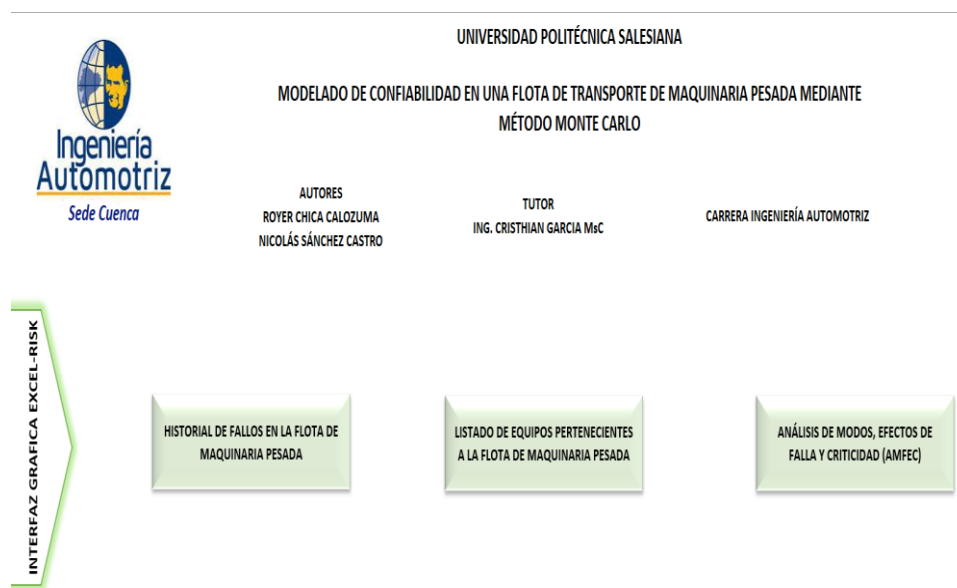 UNIVERSIDAD POLITÉCNICA SALESIANA
MODELADO DE CONFIABILIDAD EN UNA FLOTA DE TRANSPORTE DE MAQUINARIA PESADA MEDIANTE
MÉTODO MONTE CARLO
Ingeniería
Automotriz
Sede Cuenca
AUTORES
ROYER CHICA CALOZUMA
NICOLÁS SÁNCHEZ CASTRO
TUTOR
ING. CRISTHIAN GARCIA MsC
CARRERA INGENIERÍA AUTOMOTRIZ
INTERFAZ GRAFICA EXCEL-RISK
HISTORIAL DE FALLOS EN LA FLOTA DE
MAQUINARIA PESADA
LISTADO DE EQUIPOS PERTENECIENTES
A LA FLOTA DE MAQUINARIA PESADA
ANÁLISIS DE MODOS, EFECTOS DE
FALLA Y CRITICIDAD (AMFEC)